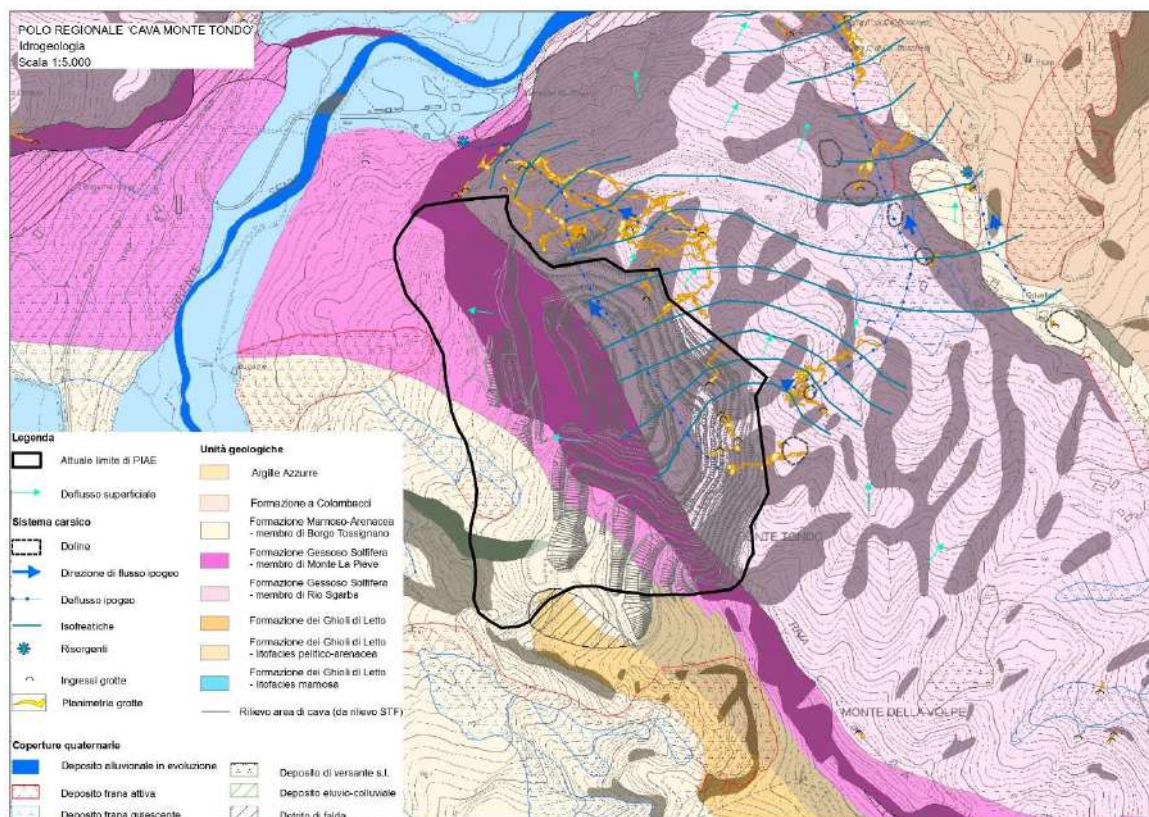 POLO REGIONALE 'CAVA MONTE TONDO'
Idrogeologia
Scala 1:5.000
MONTE TONDO
RIVA
MONTE DELLA VOLPE
Legenda
Attuale limite di PIAE
Deflusso superficiale
Sistema carsico
Doline
Direzione di flusso ipogeo
Deflusso ipogeo
Isofreatiche
Risorgenti
Ingressi grotte
Planimetria grotte
Unità geologiche
Argille Azzurre
Formazione a Colombacci
Formazione Marnoso-Arenacea
- membro di Borgo Tossignano
Formazione Gessoso Solfifera
- membro di Monte La Pieve
Formazione Gessoso Solfifera
- membro di Rio Sgarba
Formazione dei Ghioli di Letto
Formazione dei Ghioli di Letto
- litofacies pelitico-arenacea
Formazione dei Ghioli di Letto
- litofacies marnosa
Rilievo area di cava (da rilievo STF)
Coperture quaternarie
Deposito alluvionale in evoluzione
Deposito frana attiva
Deposito frana quiescente
Deposito di versante s.l.
Deposito eluvio-colluviale
Detrito di falda